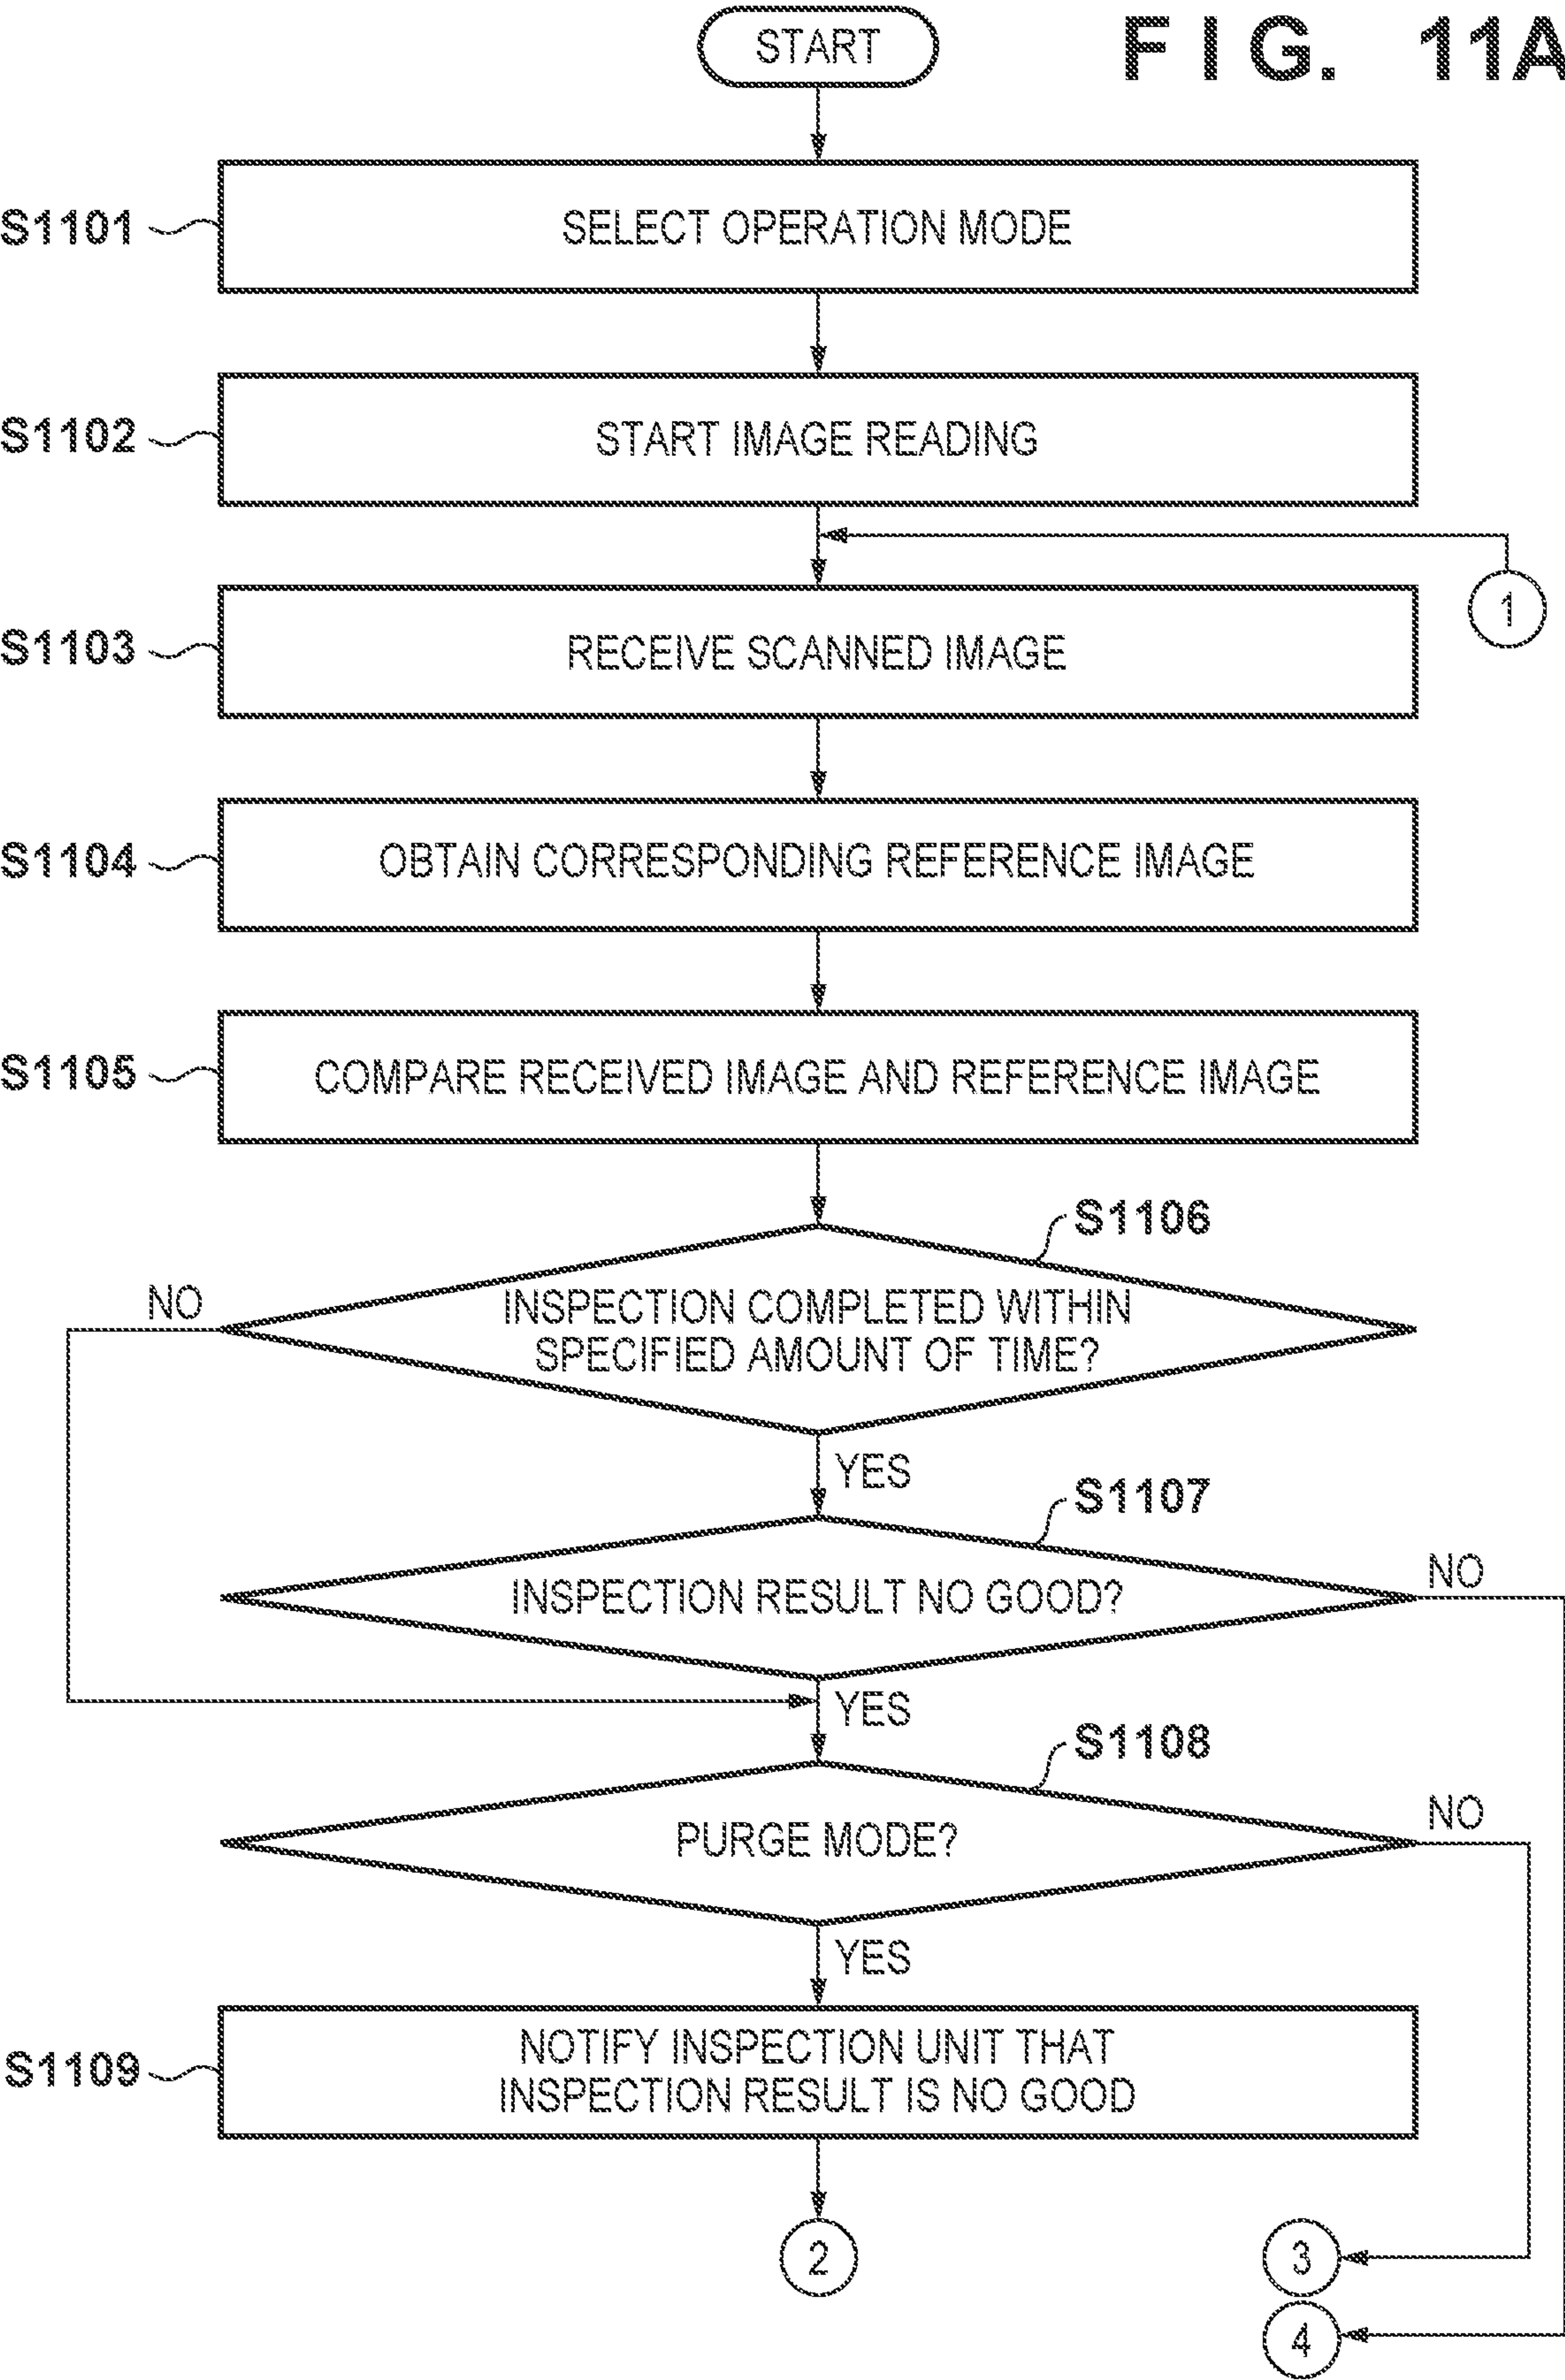 START
FIG. 11A
S1101
SELECT OPERATION MODE
S1102
START IMAGE READING
1
S1103
RECEIVE SCANNED IMAGE
S1104
OBTAIN CORRESPONDING REFERENCE IMAGE
S1105
COMPARE RECEIVED IMAGE AND REFERENCE IMAGE
S1106
NO
INSPECTION COMPLETED WITHIN
SPECIFIED AMOUNT OF TIME?
YES
S1107
INSPECTION RESULT NO GOOD?
NO
YES
S1108
PURGE MODE?
NO
YES
S1109
NOTIFY INSPECTION UNIT THAT
INSPECTION RESULT IS NO GOOD
2
3
4